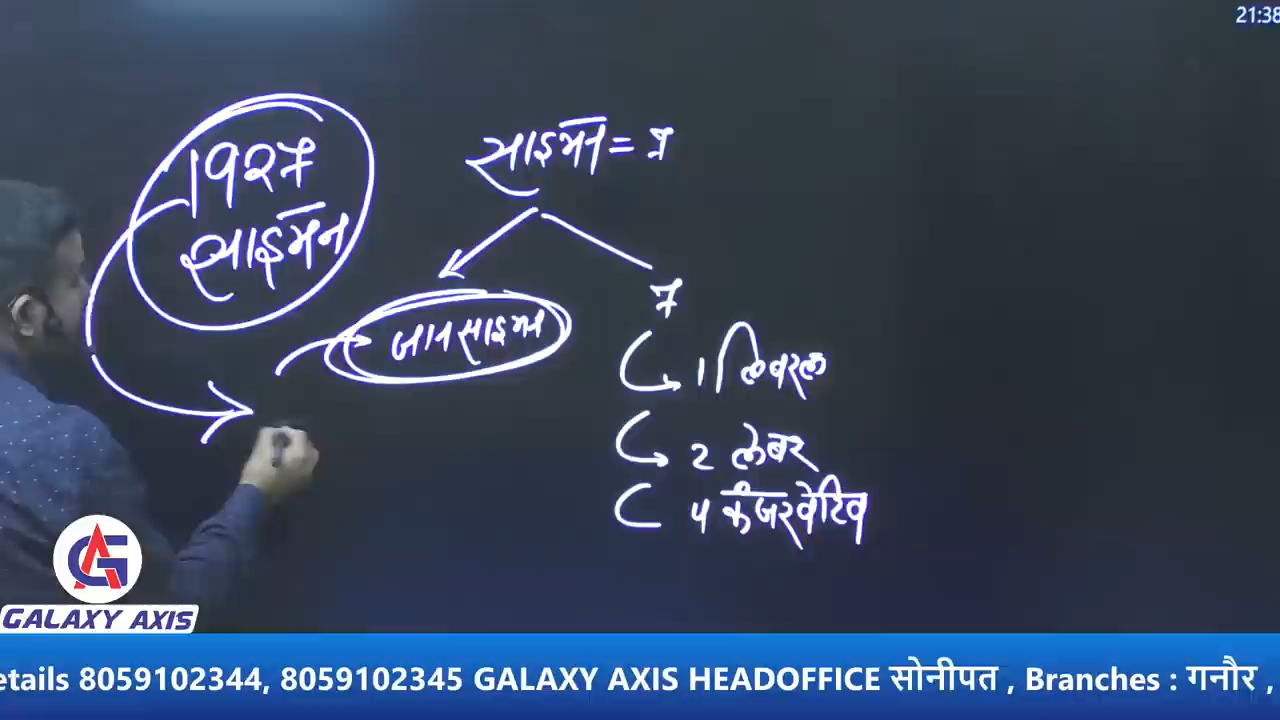 21:38
1927
साइमन
साइमन = 7
जानसाइमन
7
1 लिबरल
2 लेबर
4 कंजरवेटिव
GALAXY AXIS
etails 8059102344, 8059102345 GALAXY AXIS HEADOFFICE सोनीपत , Branches : गनौर ,